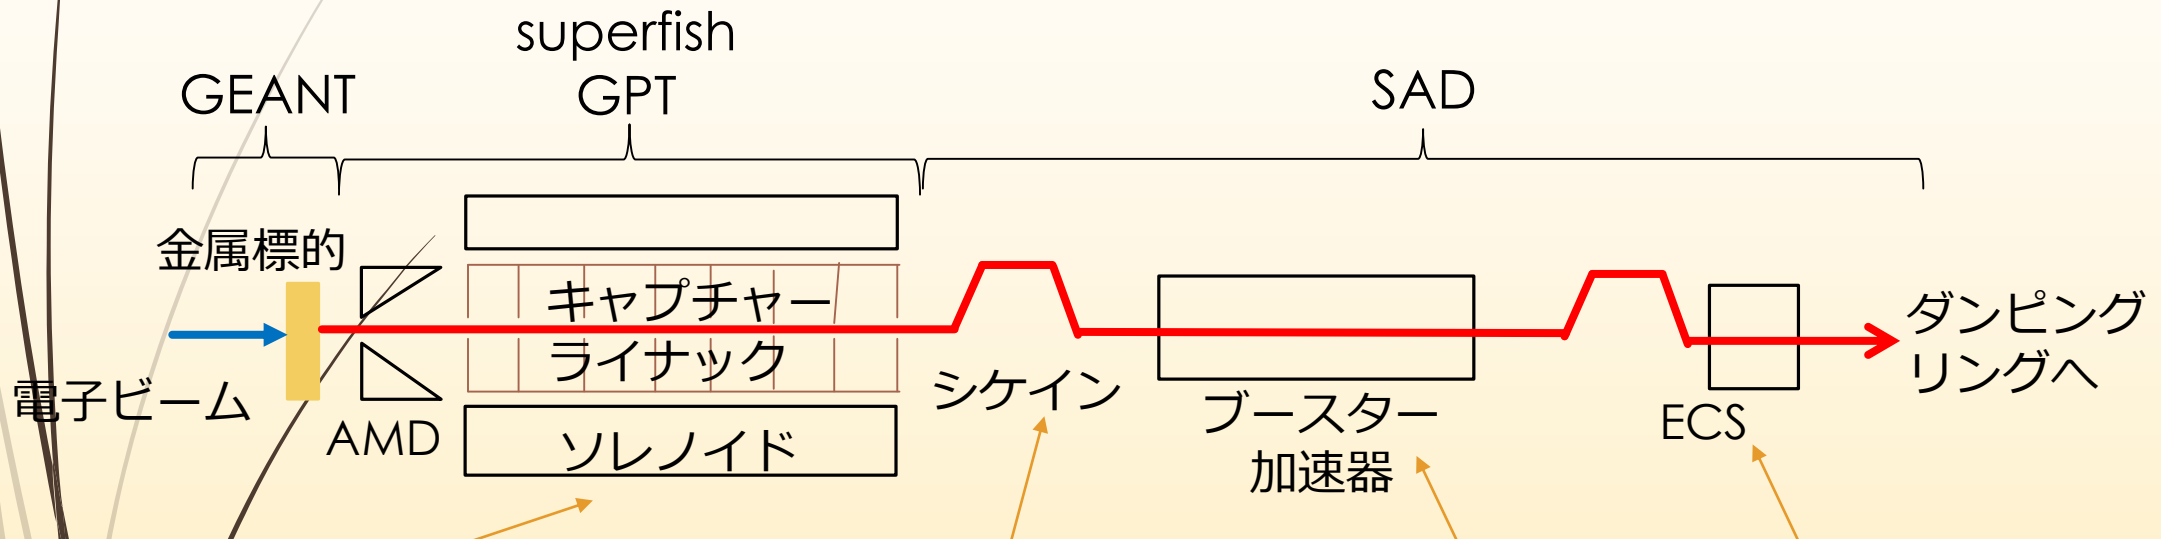 superfish
GEANT
GPT
SAD
金属標的
キャプチャー
ライナック
電子ビーム
AMD
ソレノイド
シケイン
ブースター
加速器
ECS
ダンピング
リングへ